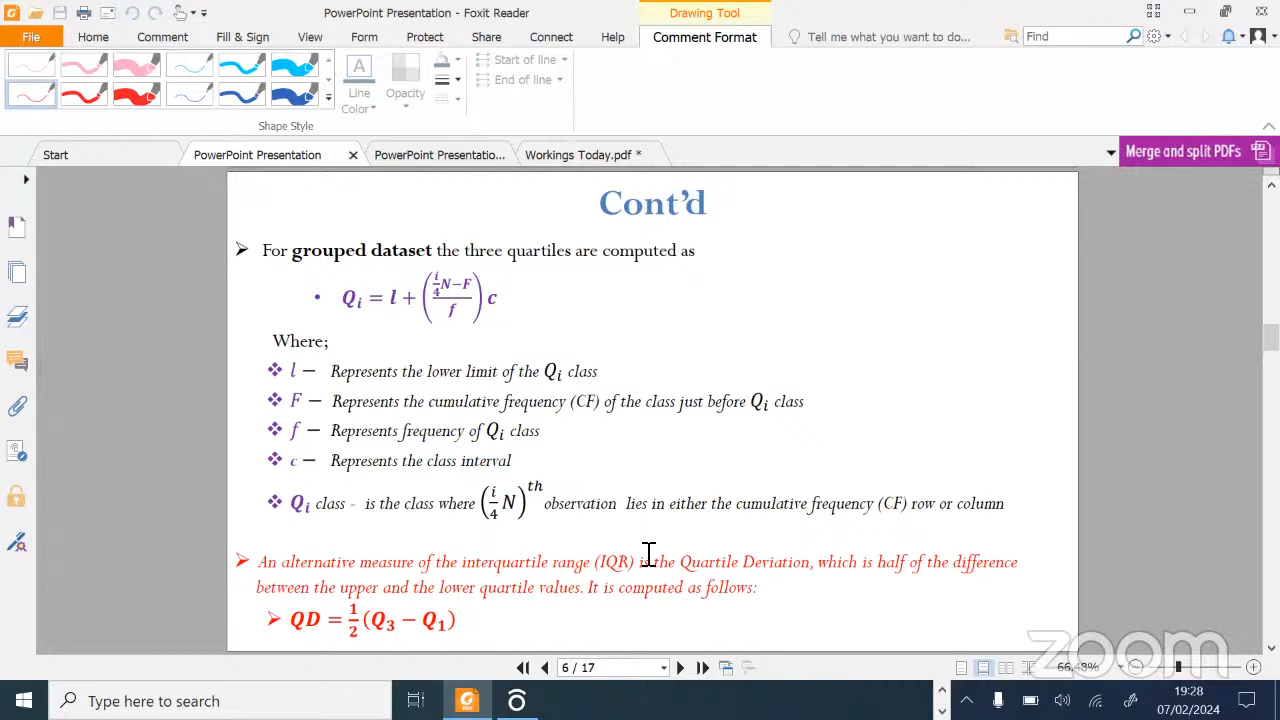 PowerPoint Presentation - Foxit Reader
Drawing Tool
File
Home
Comment
Fill & Sign
View
Form
Protect
Share
Connect
Help
Comment Format
Tell me what you want to do...
Find
Line
Color
Opacity
Start of line
End of line
Shape Style
Start
PowerPoint Presentation
PowerPoint Presentatio...
Workings Today.pdf *
Merge and split PDFs
Cont'd
➢ For grouped dataset the three quartiles are computed as
• Qᵢ = l + ((i/4 N−F)/f) c
Where;
❖ l − Represents the lower limit of the Qᵢ class
❖ F − Represents the cumulative frequency (CF) of the class just before Qᵢ class
❖ f − Represents frequency of Qᵢ class
❖ c − Represents the class interval
❖ Qᵢ class - is the class where (i/4 N)ᵗʰ observation lies in either the cumulative frequency (CF) row or column
➢ An alternative measure of the interquartile range (IQR) is the Quartile Deviation, which is half of the difference
between the upper and the lower quartile values. It is computed as follows:
➢ QD = 1/2 (Q₃ − Q₁)
zoom
6 / 17
66.43%
Type here to search
19:28
07/02/2024